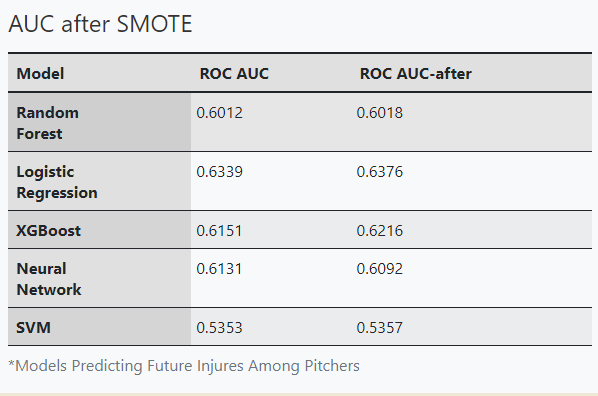 AUC after SMOTE
Model ROC AUC ROC AUC-after
Random Forest 0.6012 0.6018
Logistic Regression 0.6339 0.6376
XGBoost 0.6151 0.6216
Neural Network 0.6131 0.6092
SVM 0.5353 0.5357
*Models Predicting Future Injures Among Pitchers